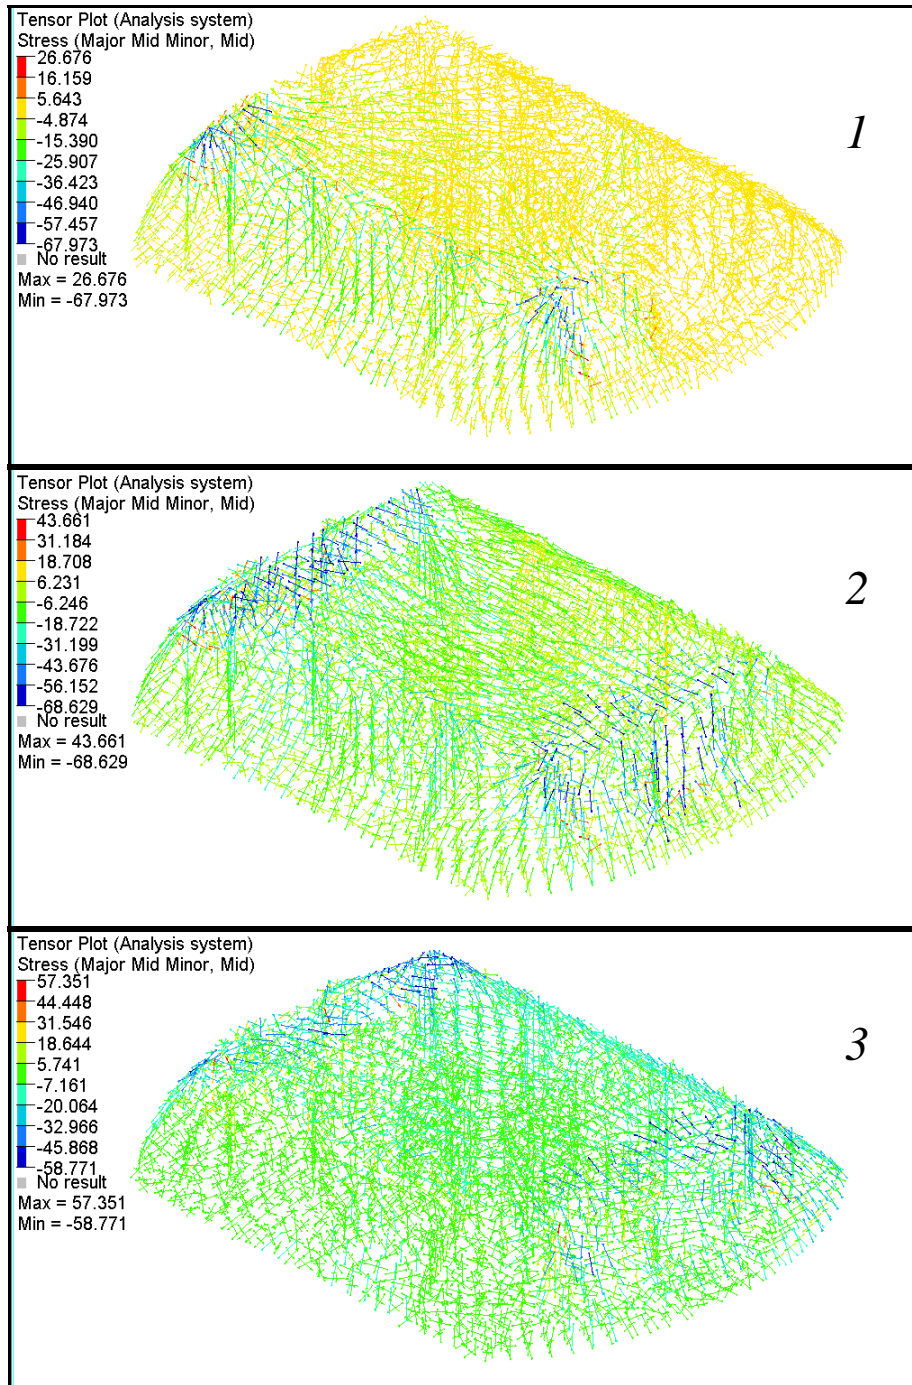 Tensor Plot (Analysis system)
Stress (Major Mid Minor, Mid)
26.676
16.159
5.643
-4.874
-15.390
-25.907
-36.423
-46.940
-57.457
-67.973
No result
Max = 26.676
Min = -67.973
1
Tensor Plot (Analysis system)
Stress (Major Mid Minor, Mid)
43.661
31.184
18.708
6.231
-6.246
-18.722
-31.199
-43.676
-56.152
-68.629
No result
Max = 43.661
Min = -68.629
2
Tensor Plot (Analysis system)
Stress (Major Mid Minor, Mid)
57.351
44.448
31.546
18.644
5.741
-7.161
-20.064
-32.966
-45.868
-58.771
No result
Max = 57.351
Min = -58.771
3